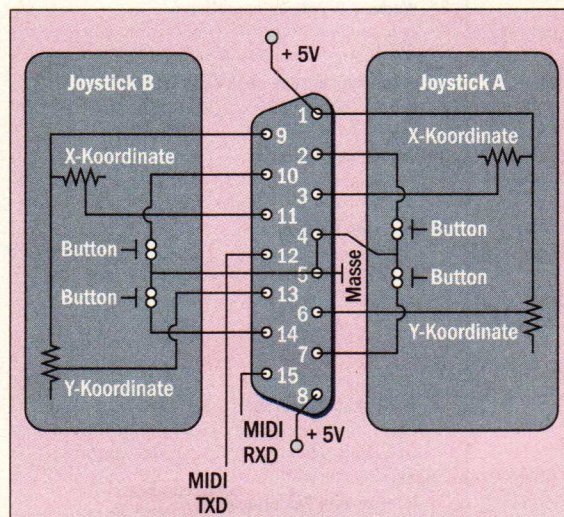 + 5V
Joystick B
Joystick A
1
9
2
X-Koordinate
X-Koordinate
10
3
11
4
Button
Button
12
5
Masse
Button
Button
13
6
Y-Koordinate
Y-Koordinate
14
7
15
8
MIDI
RXD
+ 5V
MIDI
TXD